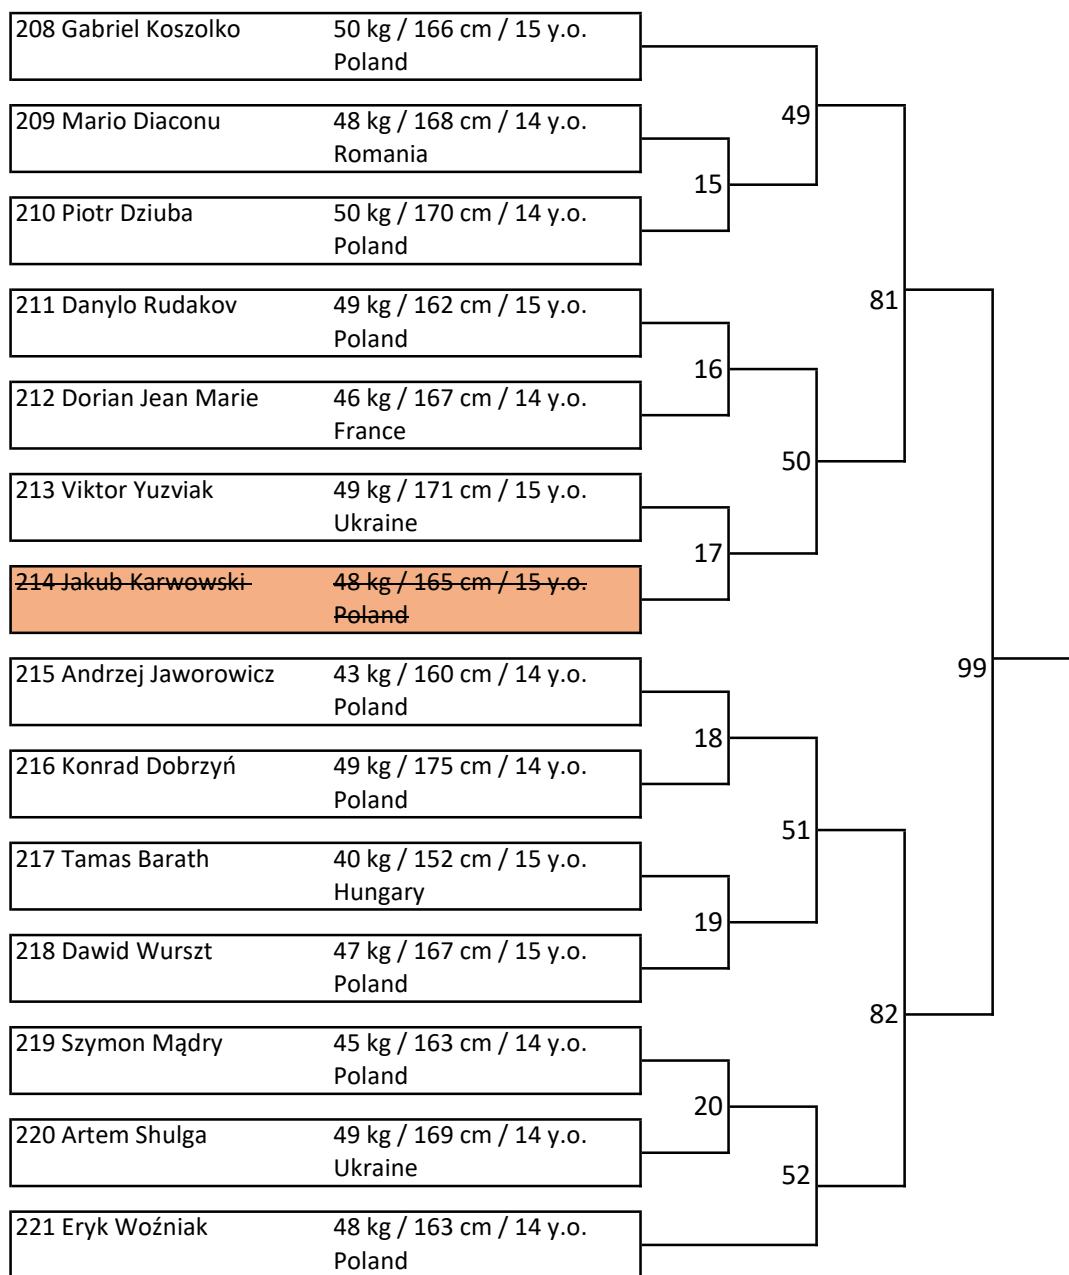 208 Gabriel Koszolko 50 kg / 166 cm / 15 y.o.
Poland
49
209 Mario Diaconu 48 kg / 168 cm / 14 y.o.
Romania
15
210 Piotr Dziuba 50 kg / 170 cm / 14 y.o.
Poland
81
211 Danylo Rudakov 49 kg / 162 cm / 15 y.o.
Poland
16
212 Dorian Jean Marie 46 kg / 167 cm / 14 y.o.
France
50
213 Viktor Yuzviak 49 kg / 171 cm / 15 y.o.
Ukraine
17
214 Jakub Karwowski 48 kg / 165 cm / 15 y.o.
Poland
99
215 Andrzej Jaworowicz 43 kg / 160 cm / 14 y.o.
Poland
18
216 Konrad Dobrzyń 49 kg / 175 cm / 14 y.o.
Poland
51
217 Tamas Barath 40 kg / 152 cm / 15 y.o.
Hungary
19
218 Dawid Wurszt 47 kg / 167 cm / 15 y.o.
Poland
82
219 Szymon Mądry 45 kg / 163 cm / 14 y.o.
Poland
20
220 Artem Shulga 49 kg / 169 cm / 14 y.o.
Ukraine
52
221 Eryk Woźniak 48 kg / 163 cm / 14 y.o.
Poland